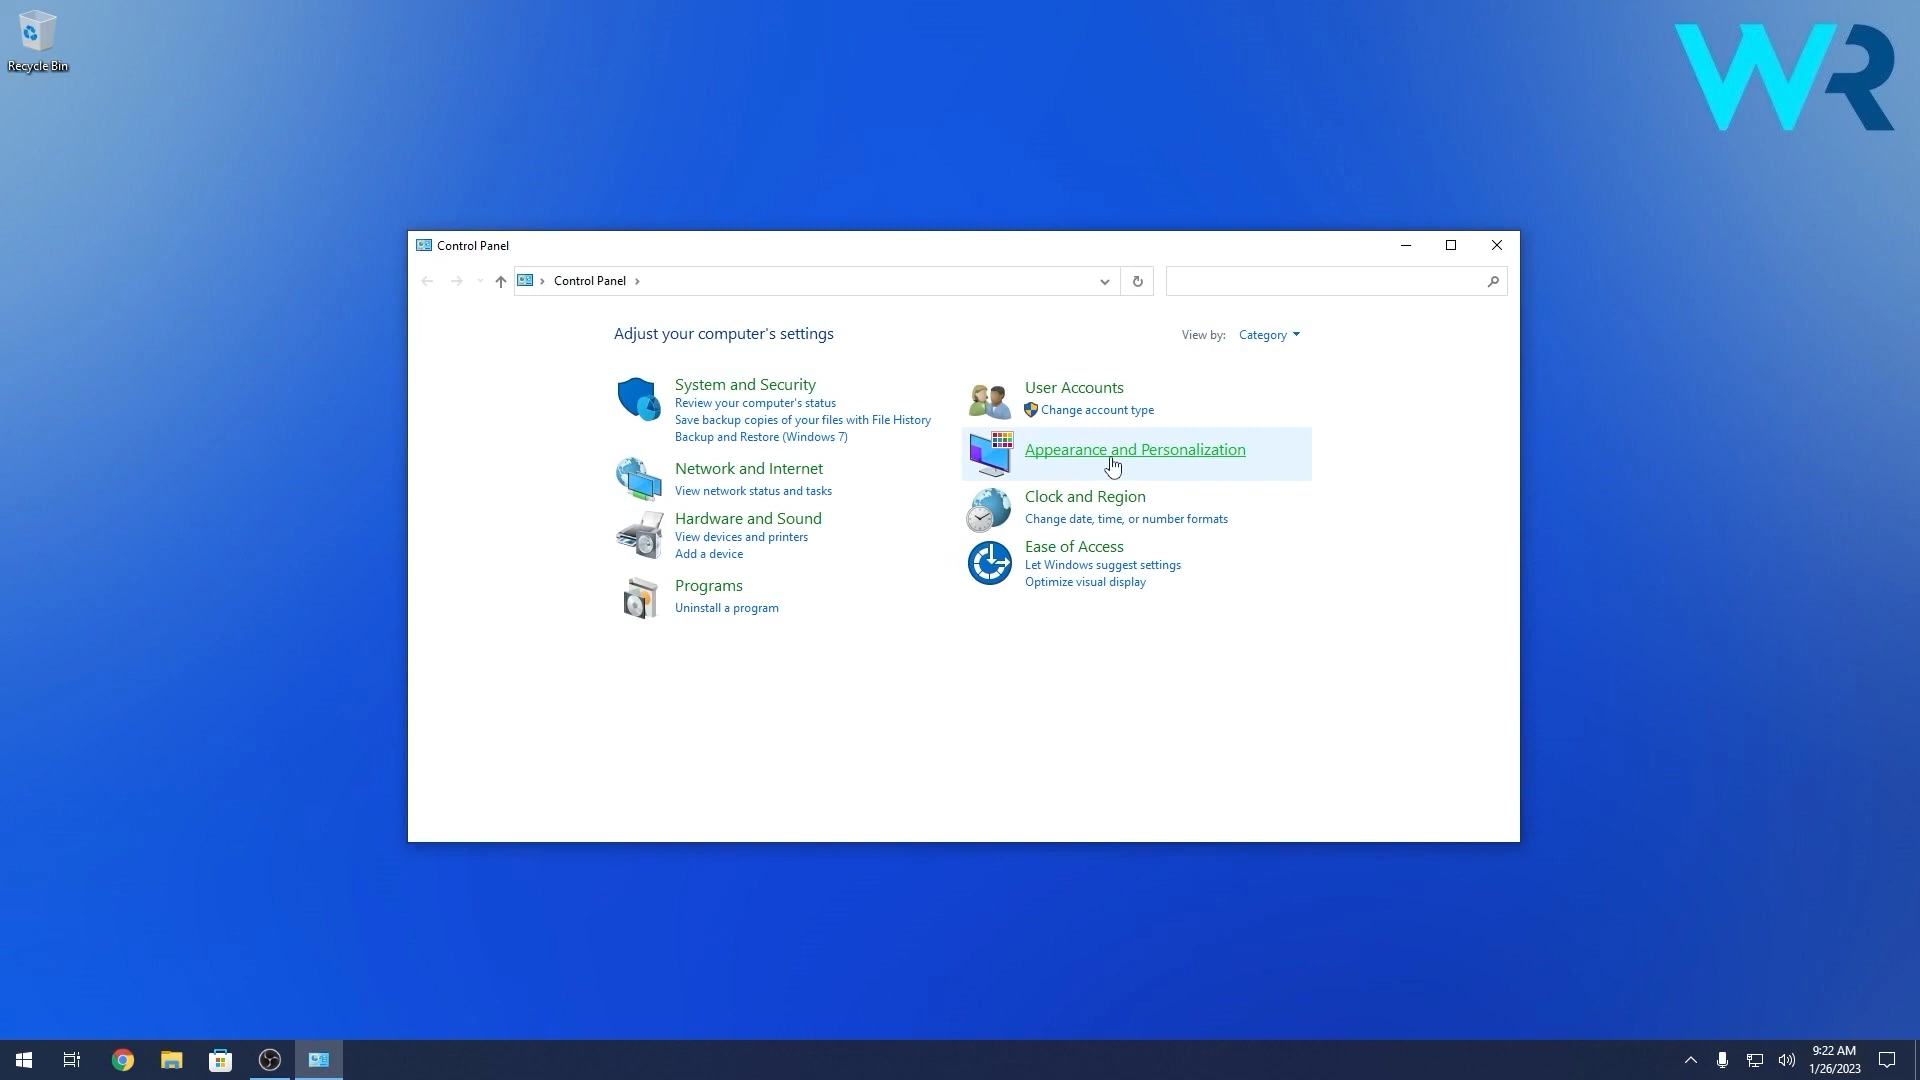 Recycle Bin
WR
Control Panel
Control Panel
Adjust your computer's settings
View by: Category
System and Security
Review your computer's status
Save backup copies of your files with File History
Backup and Restore (Windows 7)
Network and Internet
View network status and tasks
Hardware and Sound
View devices and printers
Add a device
Programs
Uninstall a program
User Accounts
Change account type
Appearance and Personalization
Clock and Region
Change date, time, or number formats
Ease of Access
Let Windows suggest settings
Optimize visual display
9:22 AM
1/26/2023